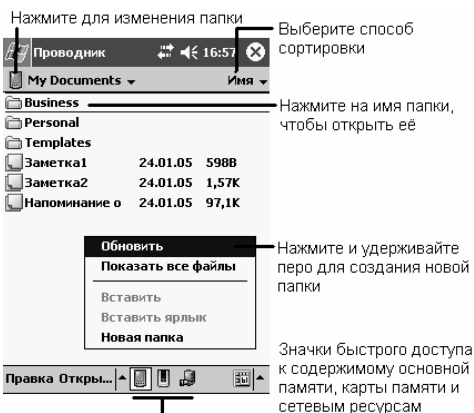 Нажмите для изменения папки
Выберите способ
сортировки
Проводник 16:57
My Documents Имя
Business
Нажмите на имя папки,
чтобы открыть её
Personal
Templates
Заметка1 24.01.05 598B
Заметка2 24.01.05 1,57K
Напоминание о 24.01.05 97,1K
Обновить
Показать все файлы
Вставить
Вставить ярлык
Новая папка
Нажмите и удерживайте
перо для создания новой
папки
Правка Откры...
Значки быстрого доступа
к содержимому основной
памяти, карты памяти и
сетевым ресурсам